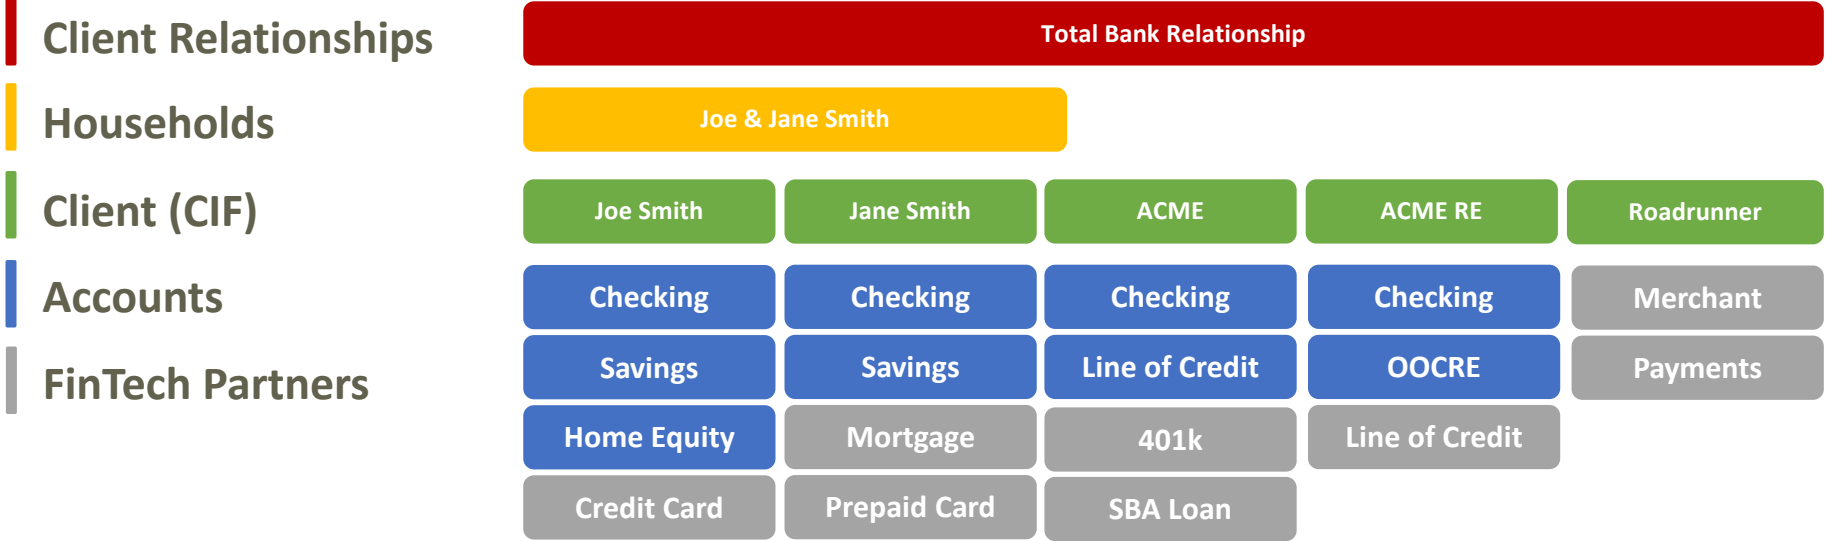 Client Relationships
Total Bank Relationship
Households
Joe & Jane Smith
Client (CIF)
Joe Smith
Jane Smith
ACME
ACME RE
Roadrunner
Accounts
Checking
Checking
Checking
Checking
Merchant
FinTech Partners
Savings
Savings
Line of Credit
OOCRE
Payments
Home Equity
Mortgage
401k
Line of Credit
Credit Card
Prepaid Card
SBA Loan